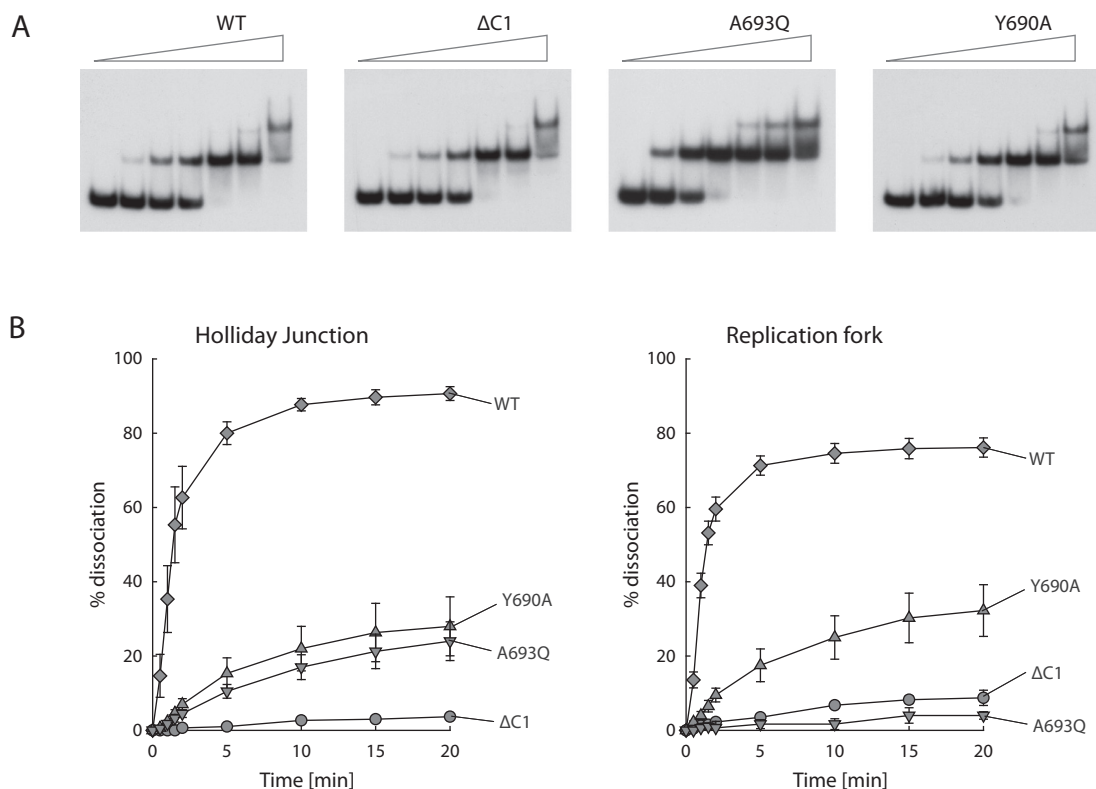 A
WT
ΔC1
A693Q
Y690A
B
Holliday Junction
100
80
60
40
20
0
% dissociation
0
5
10
15
20
Time [min]
WT
Y690A
A693Q
ΔC1
Replication fork
100
80
60
40
20
0
% dissociation
0
5
10
15
20
Time [min]
WT
Y690A
ΔC1
A693Q